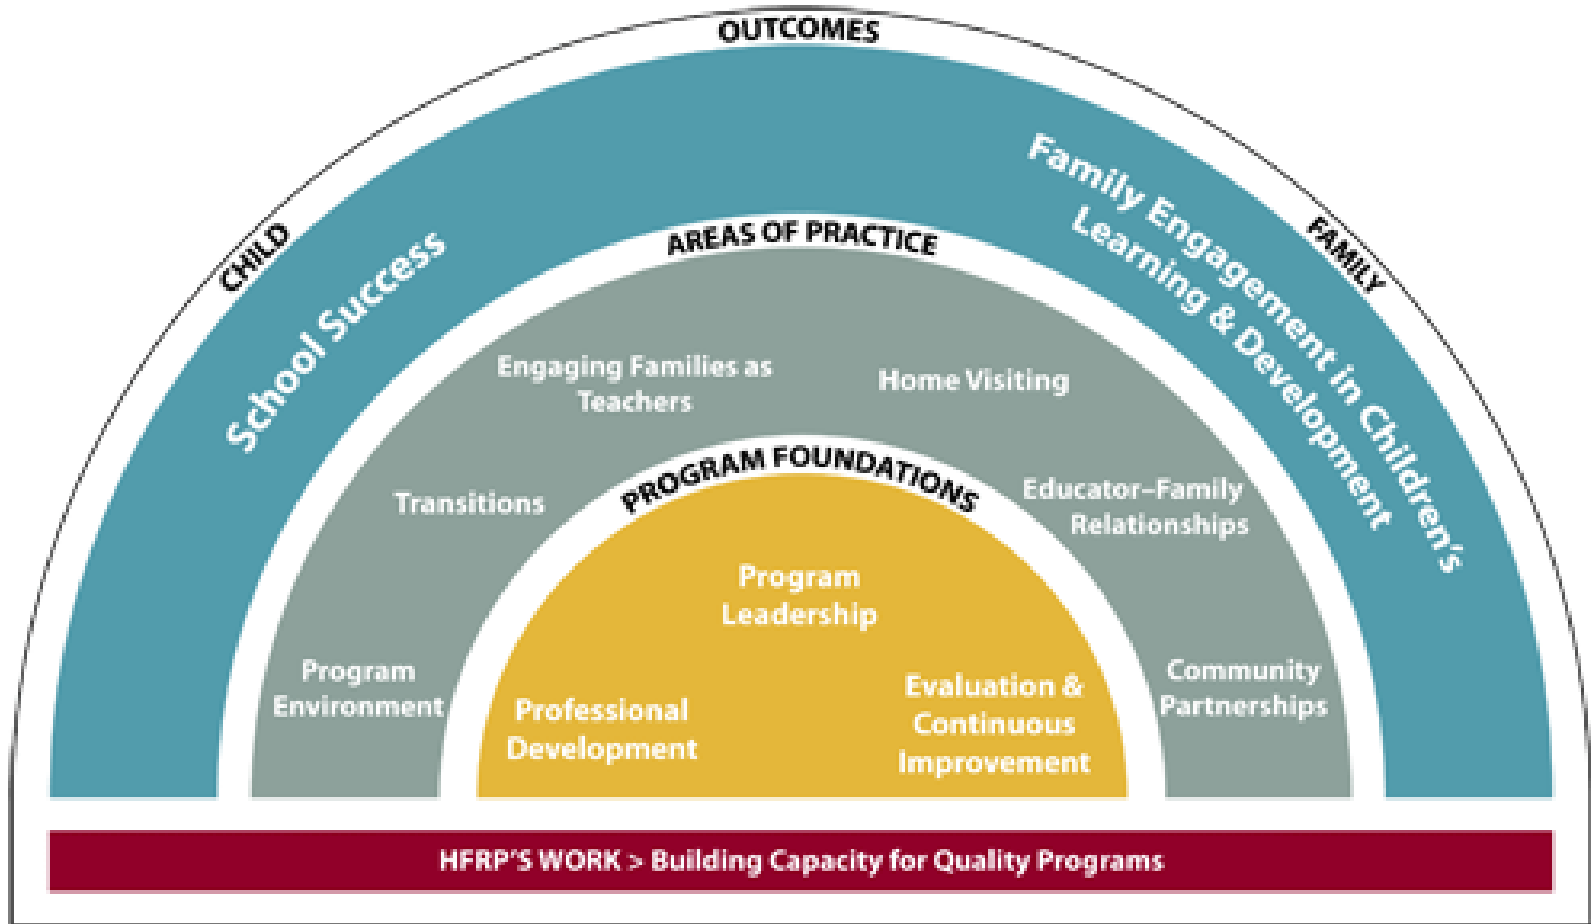 OUTCOMES
CHILD
FAMILY
School Success
Family Engagement in Children's
Learning & Development
AREAS OF PRACTICE
Engaging Families as
Teachers
Home Visiting
Transitions
Educator–Family
Relationships
Program
Environment
Community
Partnerships
PROGRAM FOUNDATIONS
Program
Leadership
Professional
Development
Evaluation &
Continuous
Improvement
HFRP'S WORK > Building Capacity for Quality Programs